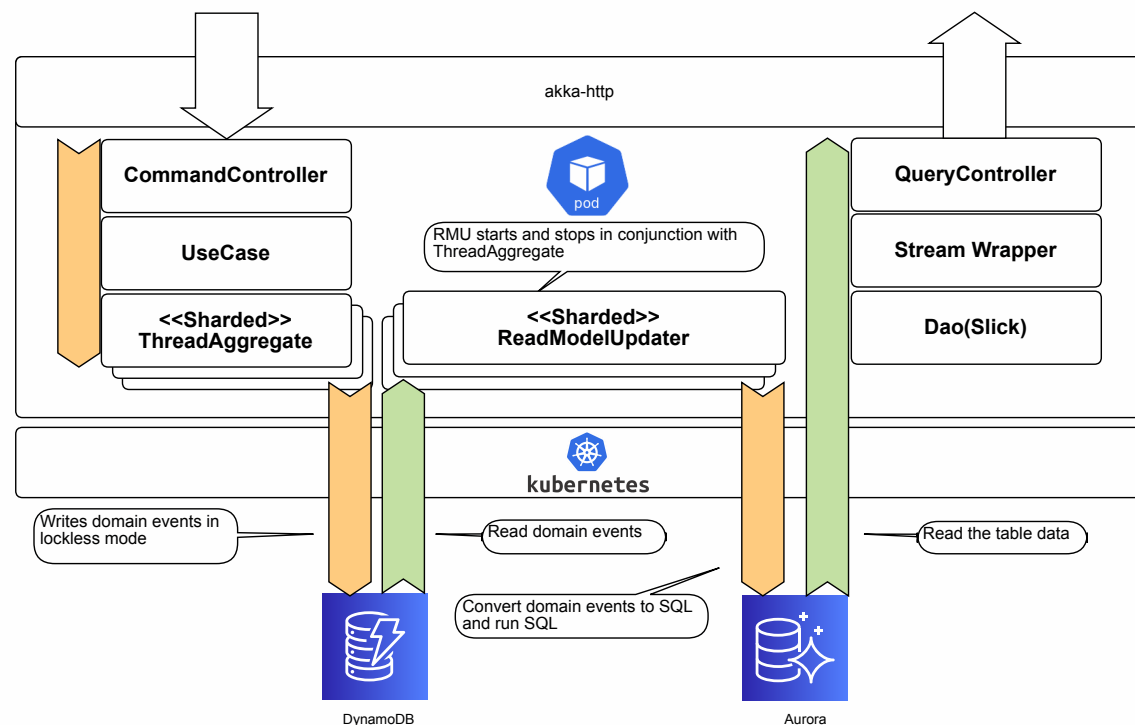 akka-http
CommandController
UseCase
<<Sharded>>
ThreadAggregate
pod
RMU starts and stops in conjunction with
ThreadAggregate
<<Sharded>>
ReadModelUpdater
QueryController
Stream Wrapper
Dao(Slick)
kubernetes
Writes domain events in
lockless mode
Read domain events
Read the table data
Convert domain events to SQL
and run SQL
DynamoDB
Aurora